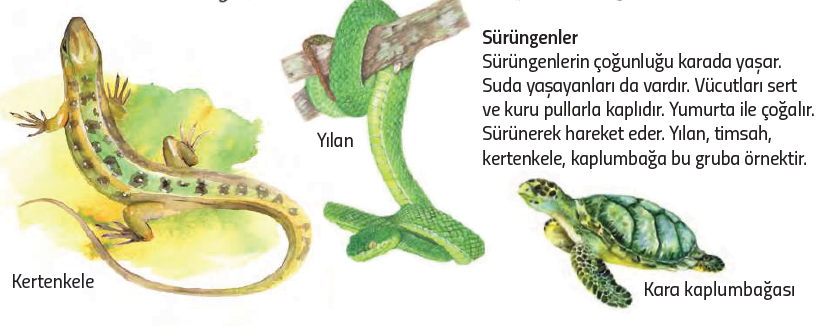 Sürüngenler
Sürüngenlerin çoğunluğu karada yaşar.
Suda yaşayanları da vardır. Vücutları sert
ve kuru pullarla kaplıdır. Yumurta ile çoğalır.
Sürünerek hareket eder. Yılan, timsah,
kertenkele, kaplumbağa bu gruba örnektir.
Yılan
Kertenkele
Kara kaplumbağası